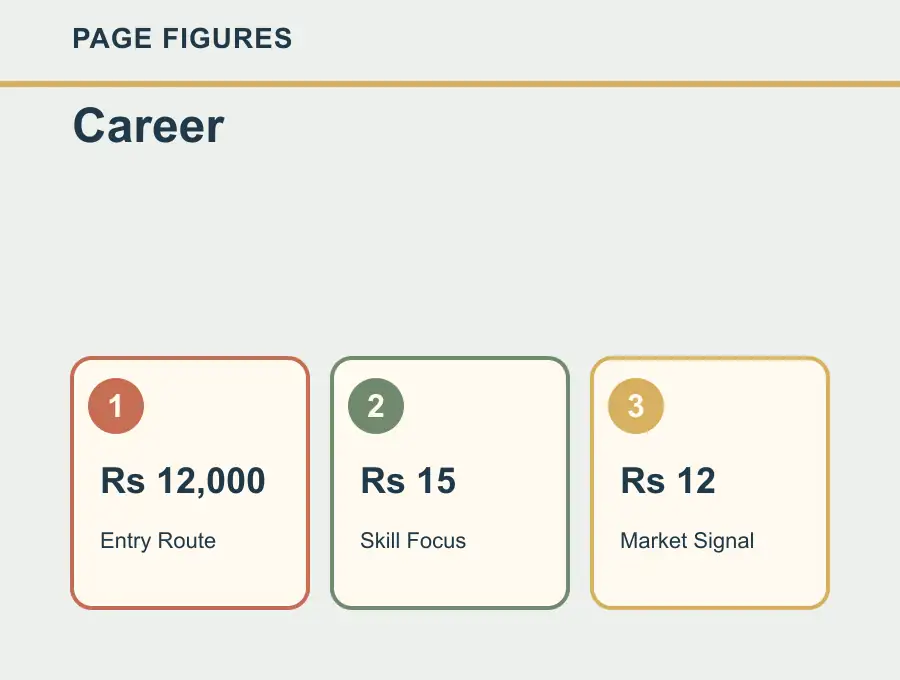 PAGE FIGURES
Career
1
Rs 12,000
Entry Route
2
Rs 15
Skill Focus
3
Rs 12
Market Signal